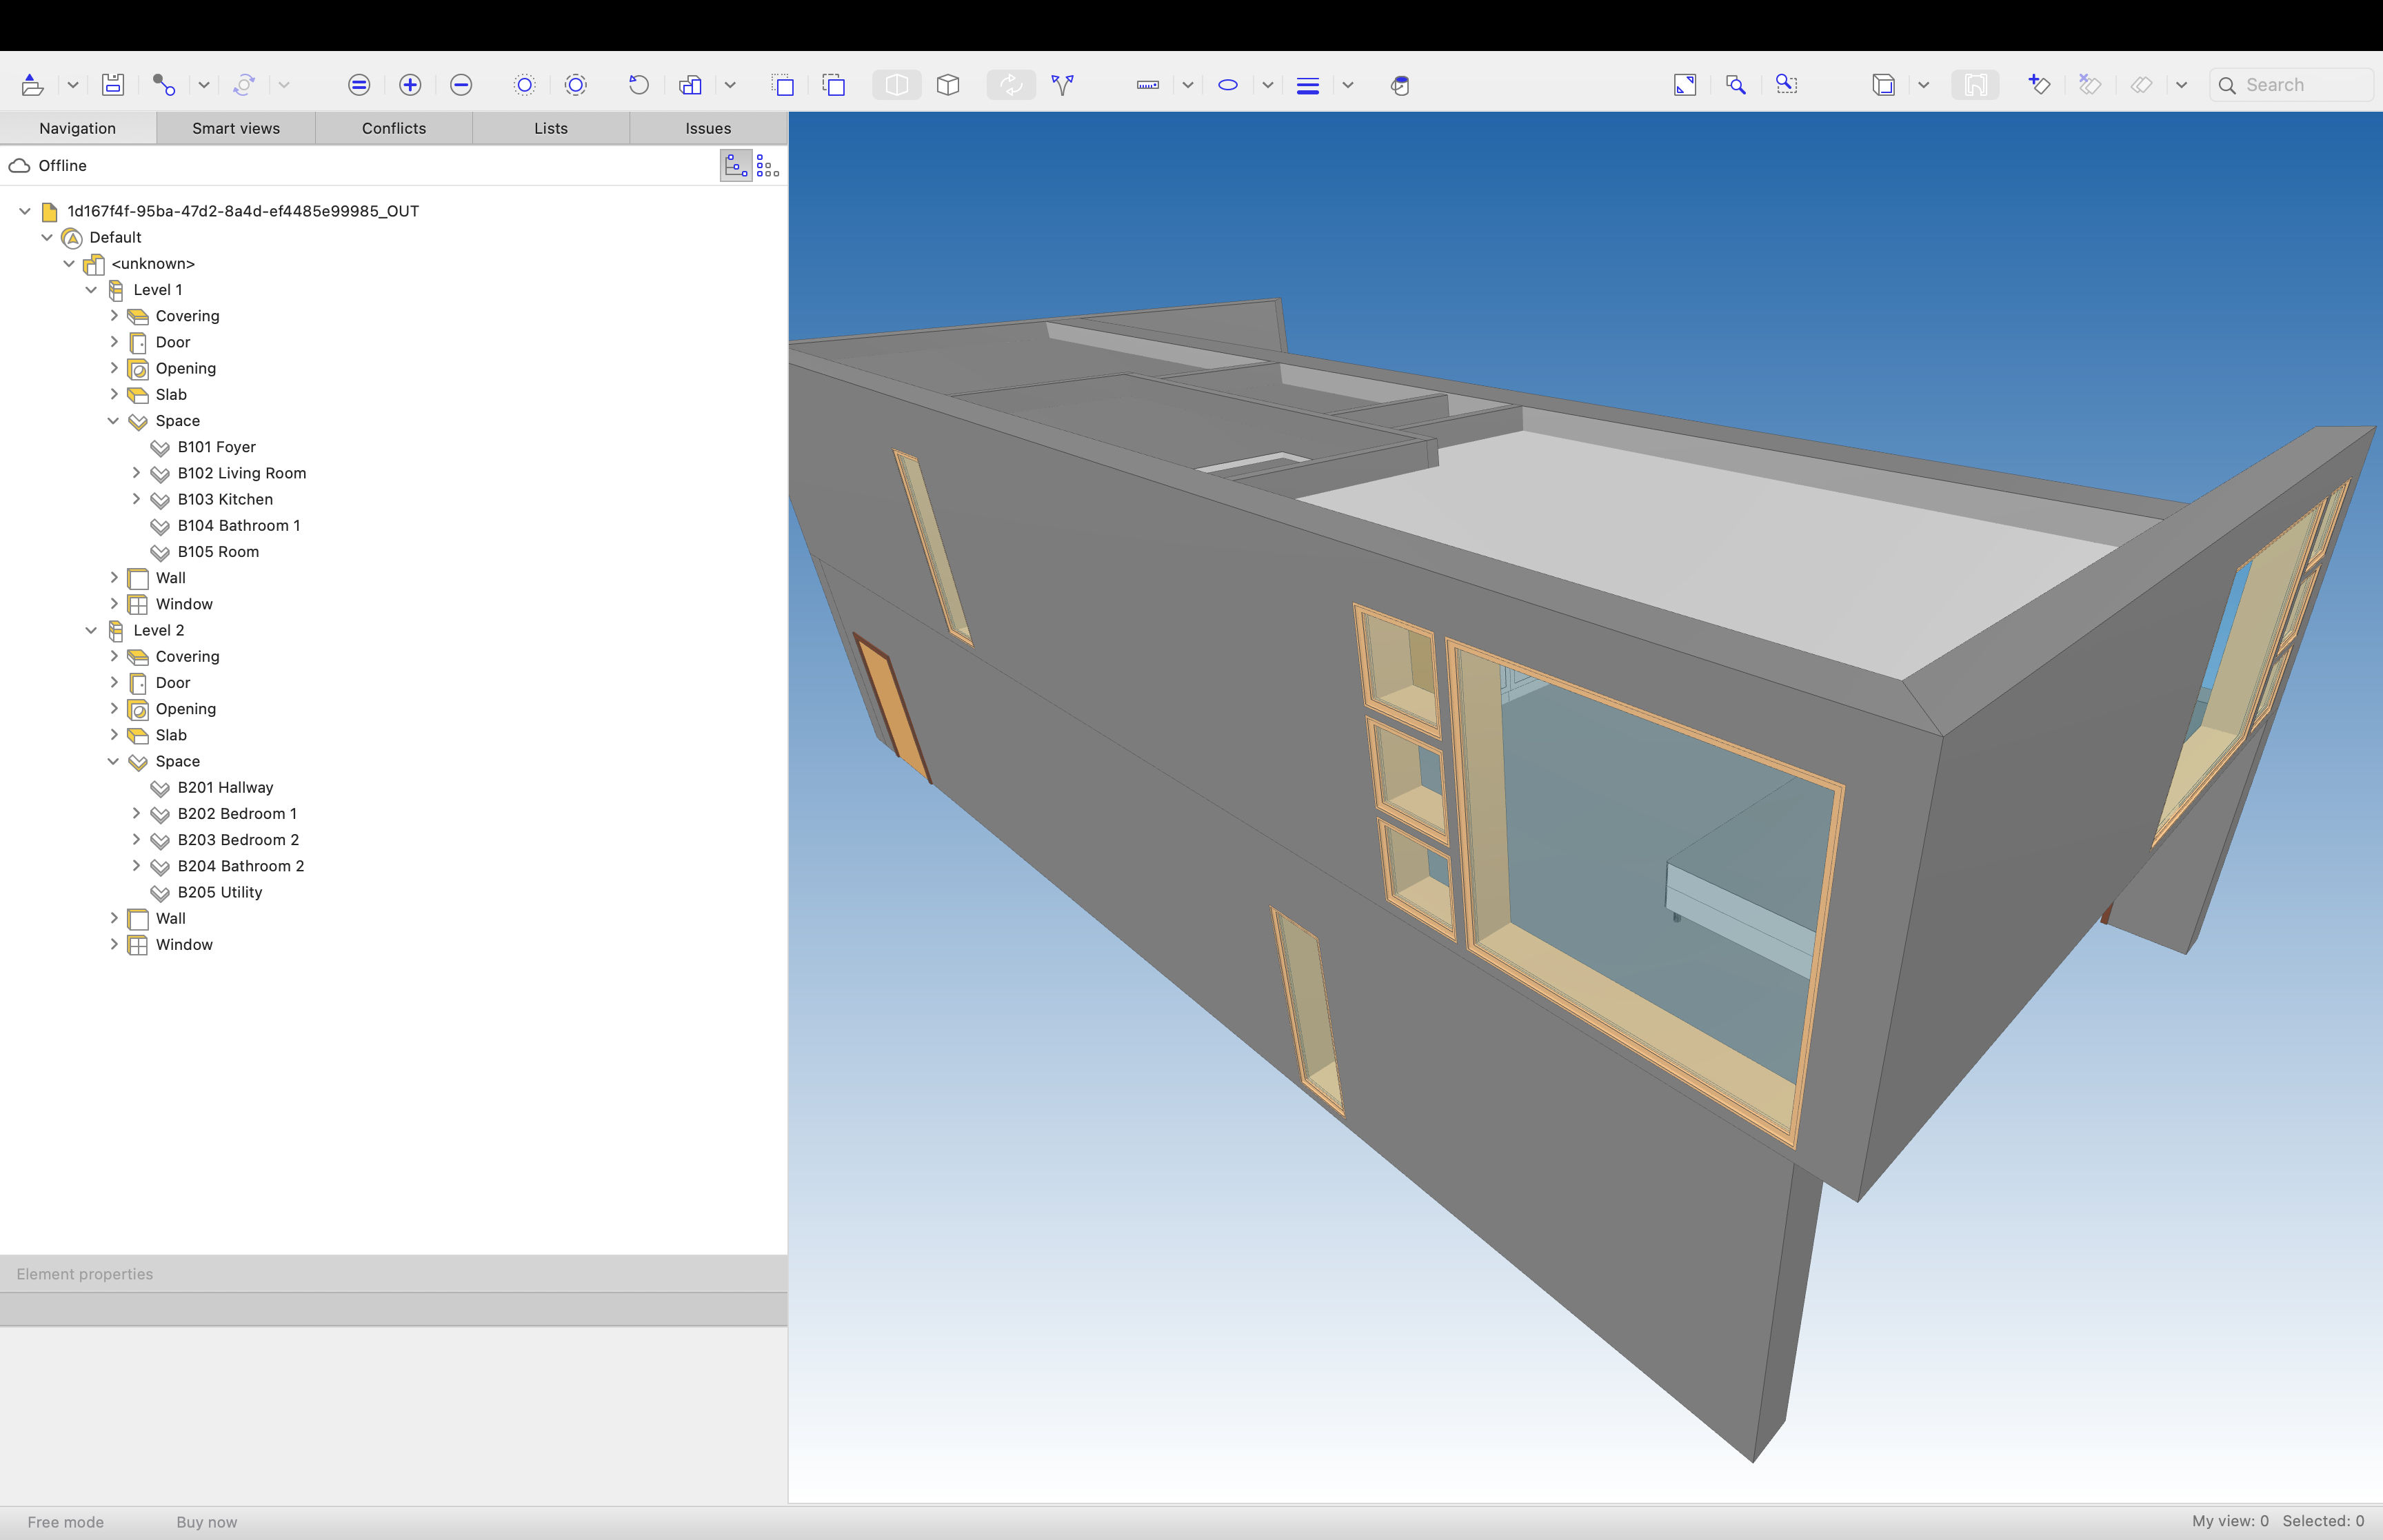 Search
Navigation
Smart views
Conflicts
Lists
Issues
Offline
1d167f4f-95ba-47d2-8a4d-ef4485e99985_OUT
Default
<unknown>
Level 1
Covering
Door
Opening
Slab
Space
B101 Foyer
B102 Living Room
B103 Kitchen
B104 Bathroom 1
B105 Room
Wall
Window
Level 2
Covering
Door
Opening
Slab
Space
B201 Hallway
B202 Bedroom 1
B203 Bedroom 2
B204 Bathroom 2
B205 Utility
Wall
Window
Element properties
Free mode
Buy now
My view: 0 Selected: 0